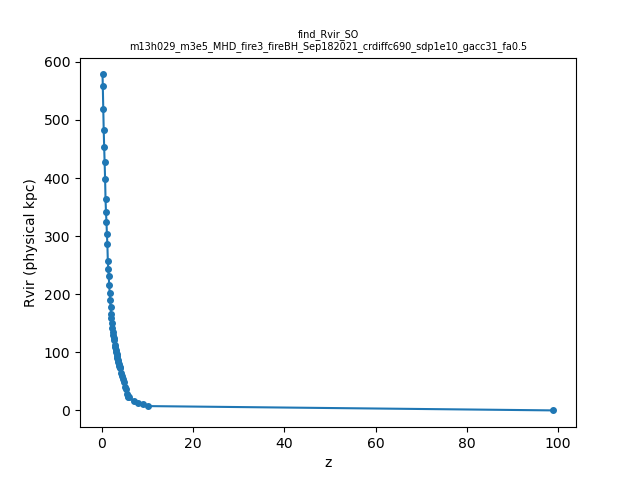 find_Rvir_SO
m13h029_m3e5_MHD_fire3_fireBH_Sep182021_crdiffc690_sdp1e10_gacc31_fa0.5
600
500
400
300
200
100
0
Rvir (physical kpc)
0 20 40 60 80 100
z